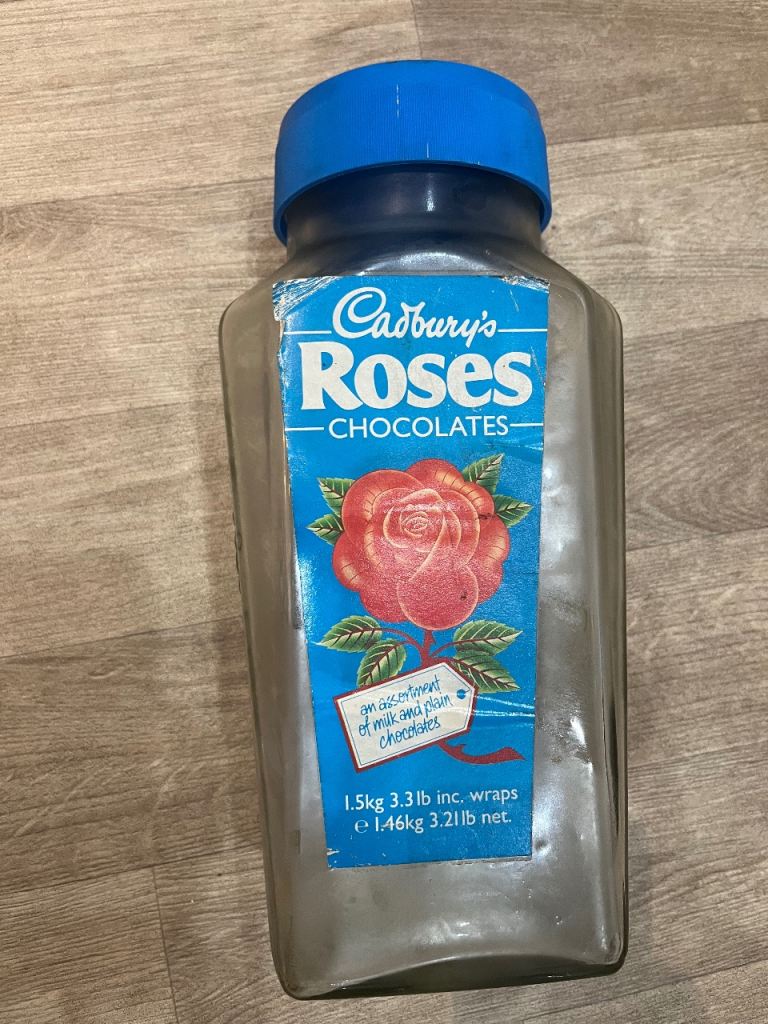 Cadbury's
ROSES
CHOCOLATES
an assortment
of milk and plain
chocolates
1.5kg 3.3lb inc. wraps
℮ 1.46kg 3.21lb net.